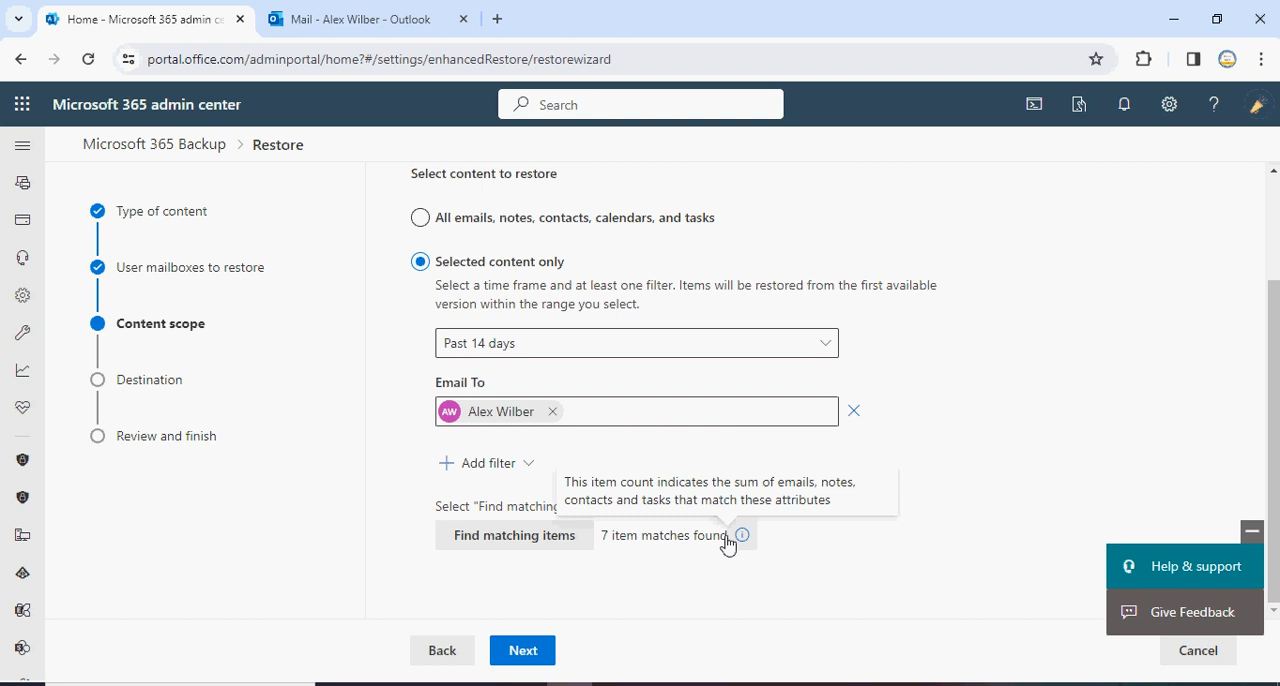 Home - Microsoft 365 admin ce
Mail - Alex Wilber - Outlook
portal.office.com/adminportal/home?#/settings/enhancedRestore/restorewizard
Microsoft 365 admin center
Search
Microsoft 365 Backup > Restore
Type of content
User mailboxes to restore
Content scope
Destination
Review and finish
Select content to restore
All emails, notes, contacts, calendars, and tasks
Selected content only
Select a time frame and at least one filter. Items will be restored from the first available
version within the range you select.
Past 14 days
Email To
AW Alex Wilber
Add filter
This item count indicates the sum of emails, notes,
contacts and tasks that match these attributes
Select "Find matching
Find matching items
7 item matches found
Help & support
Give Feedback
Back
Next
Cancel